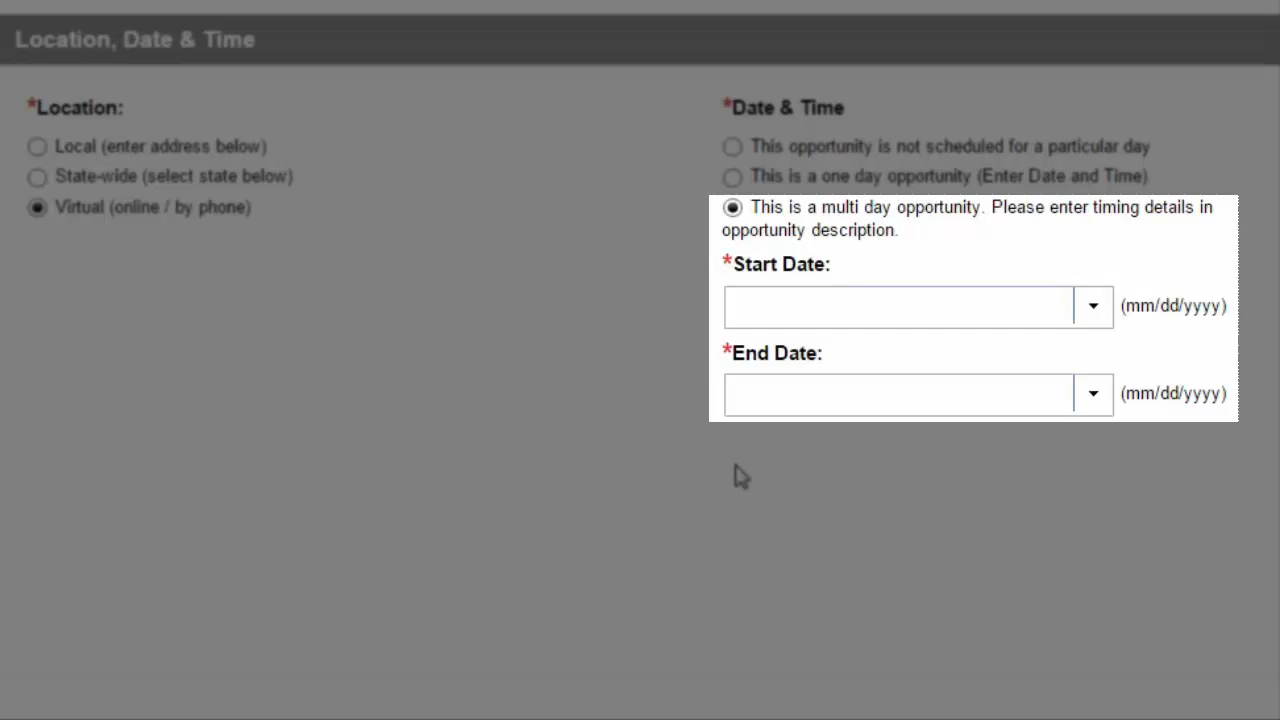 Location, Date & Time
*Location:
Local (enter address below)
State-wide (select state below)
Virtual (online / by phone)
*Date & Time
This opportunity is not scheduled for a particular day
This is a one day opportunity (Enter Date and Time)
This is a multi day opportunity. Please enter timing details in
opportunity description.
*Start Date:
(mm/dd/yyyy)
*End Date:
(mm/dd/yyyy)